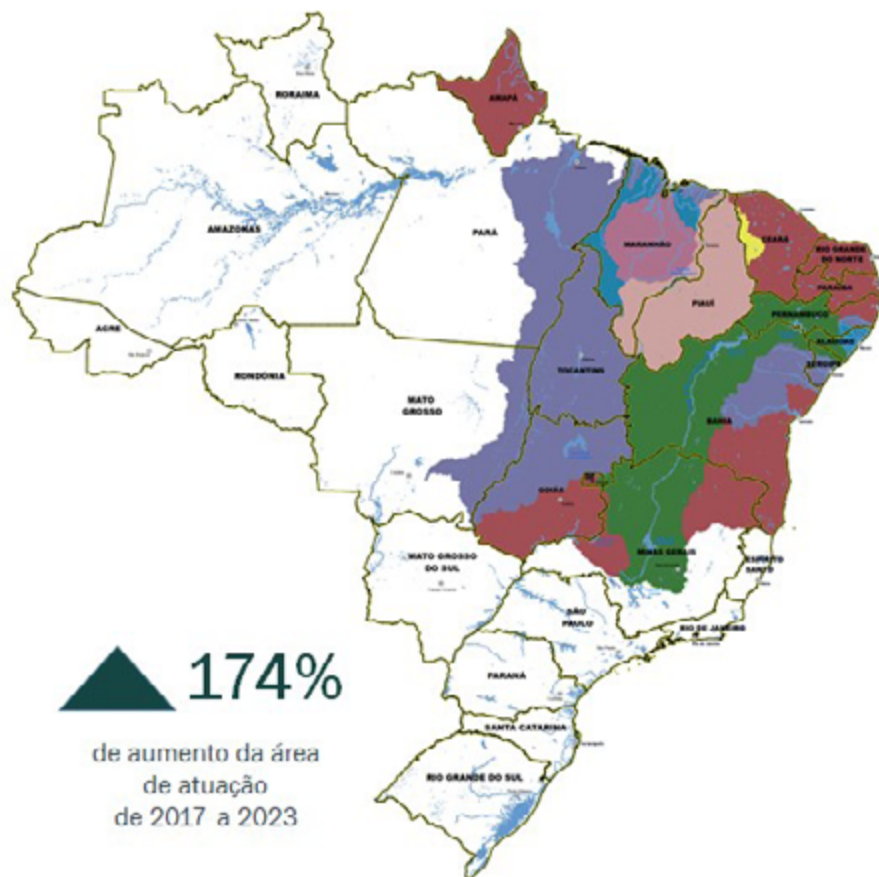 RORAIMA
AMAPÁ
AMAZONAS
PARÁ
MARANHÃO
CEARÁ
RIO GRANDE
DO NORTE
PARAÍBA
PIAUÍ
PERNAMBUCO
ACRE
ALAGOAS
SERGIPE
RONDÔNIA
TOCANTINS
MATO
GROSSO
BAHIA
DF
GOIÁS
MINAS GERAIS
MATO GROSSO
DO SUL
ESPÍRITO
SANTO
SÃO
PAULO
RIO DE JANEIRO
PARANÁ
SANTA CATARINA
RIO GRANDE DO SUL
174%
de aumento da área
de atuação
de 2017 a 2023